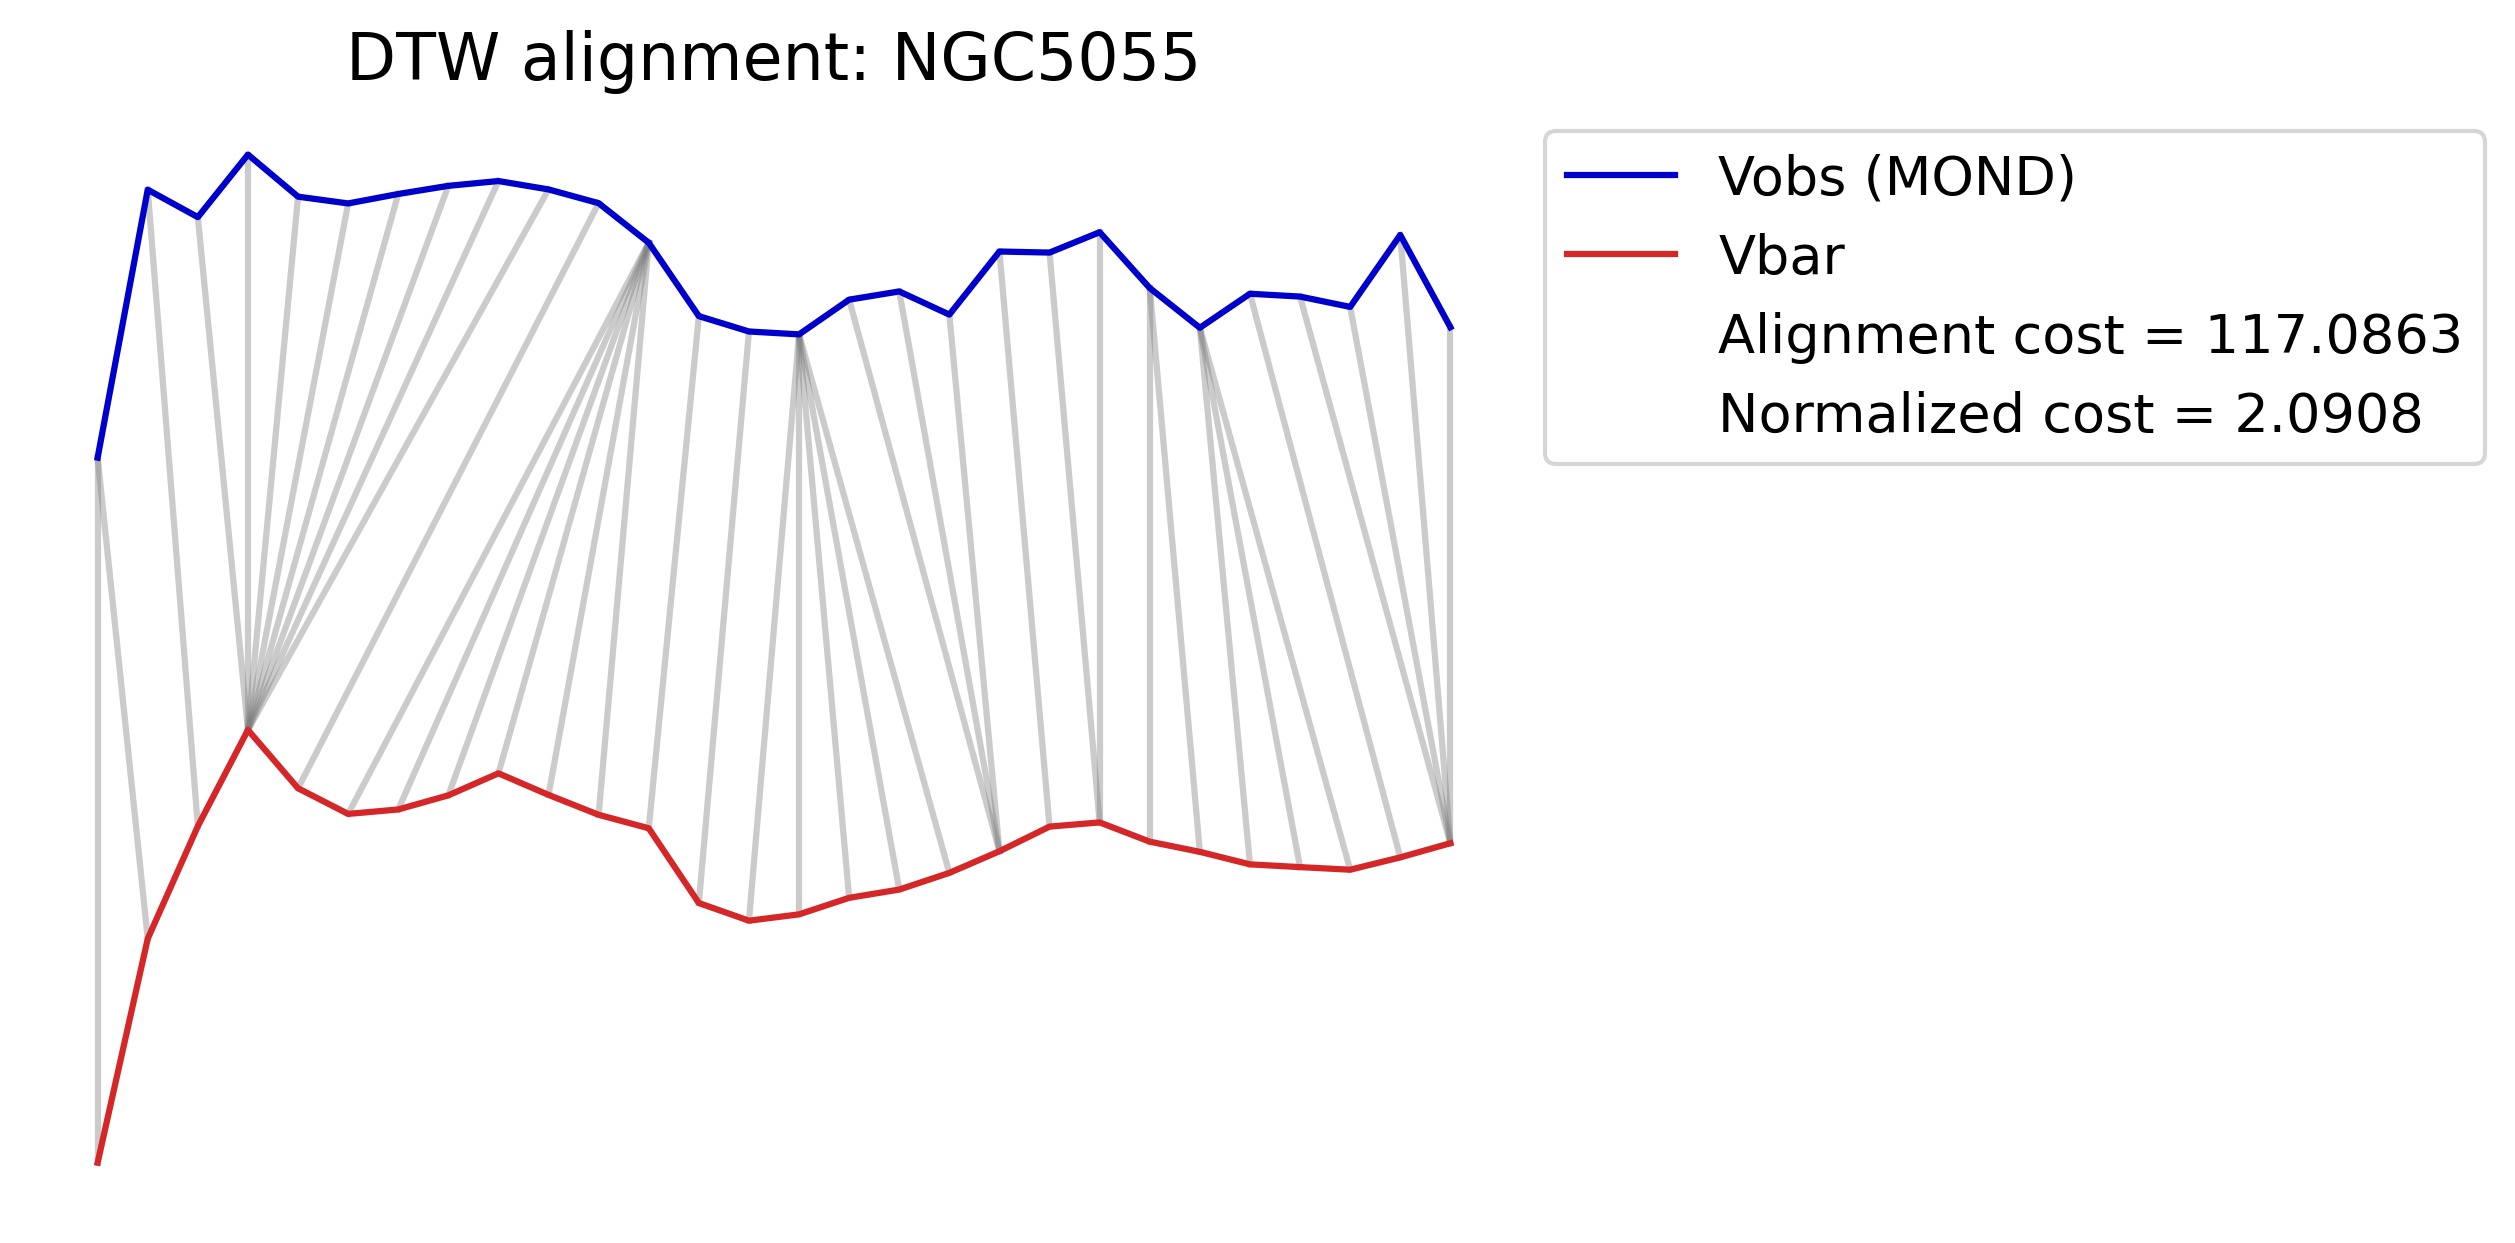 DTW alignment: NGC5055
Vobs (MOND)
Vbar
Alignment cost = 117.0863
Normalized cost = 2.0908